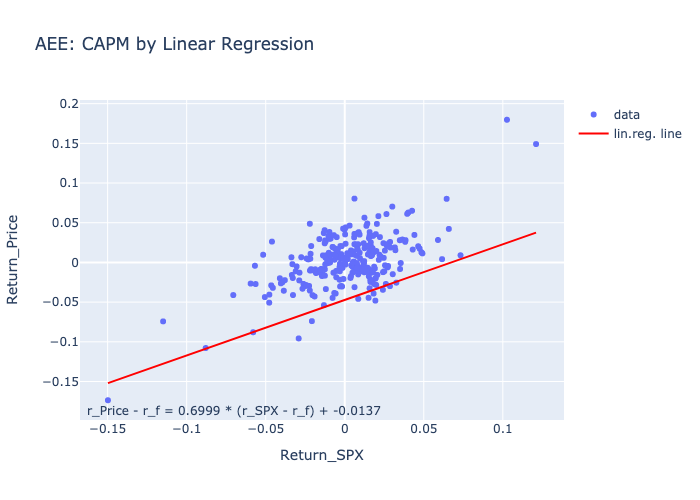 AEE: CAPM by Linear Regression
data
lin.reg. line
Return_Price
0.2
0.15
0.1
0.05
0
−0.05
−0.1
−0.15
r_Price - r_f = 0.6999 * (r_SPX - r_f) + -0.0137
−0.15
−0.1
−0.05
0
0.05
0.1
Return_SPX